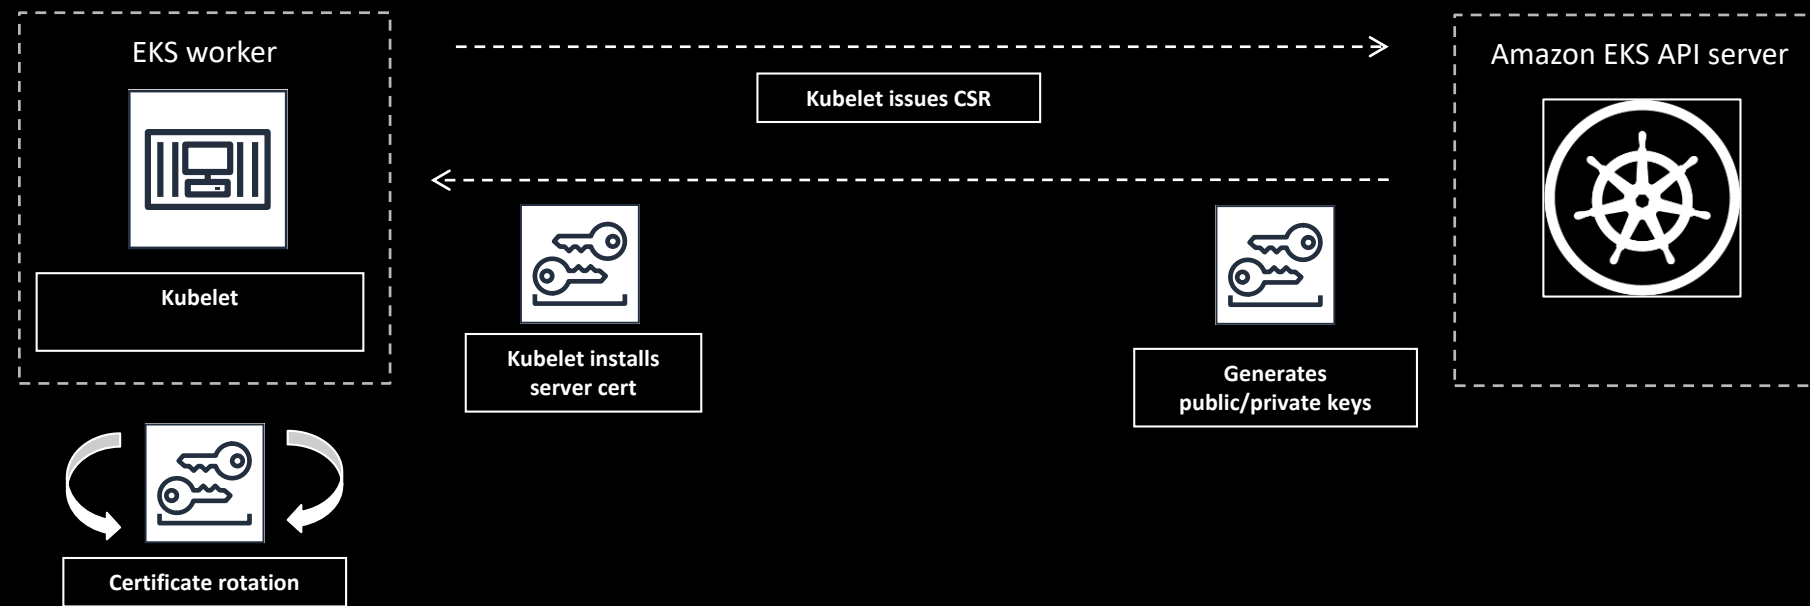 EKS worker
Amazon EKS API server
Kubelet issues CSR
Kubelet
Kubelet installs
server cert
Generates
public/private keys
Certificate rotation